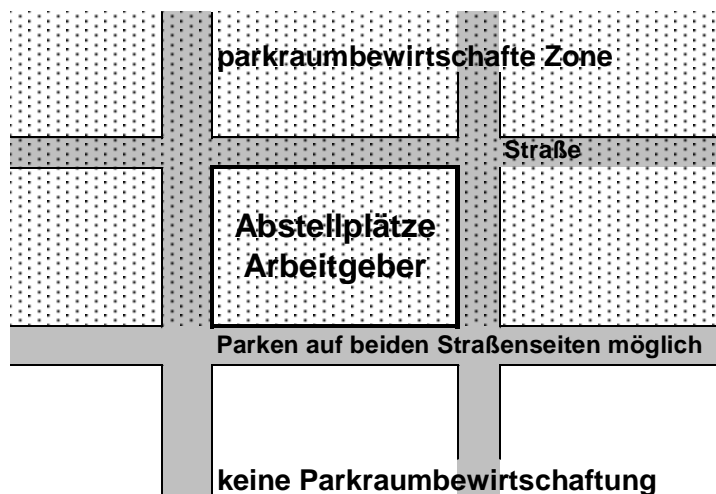 parkraumbewirtschafte Zone
Straße
Abstellplätze
Arbeitgeber
Parken auf beiden Straßenseiten möglich
keine Parkraumbewirtschaftung